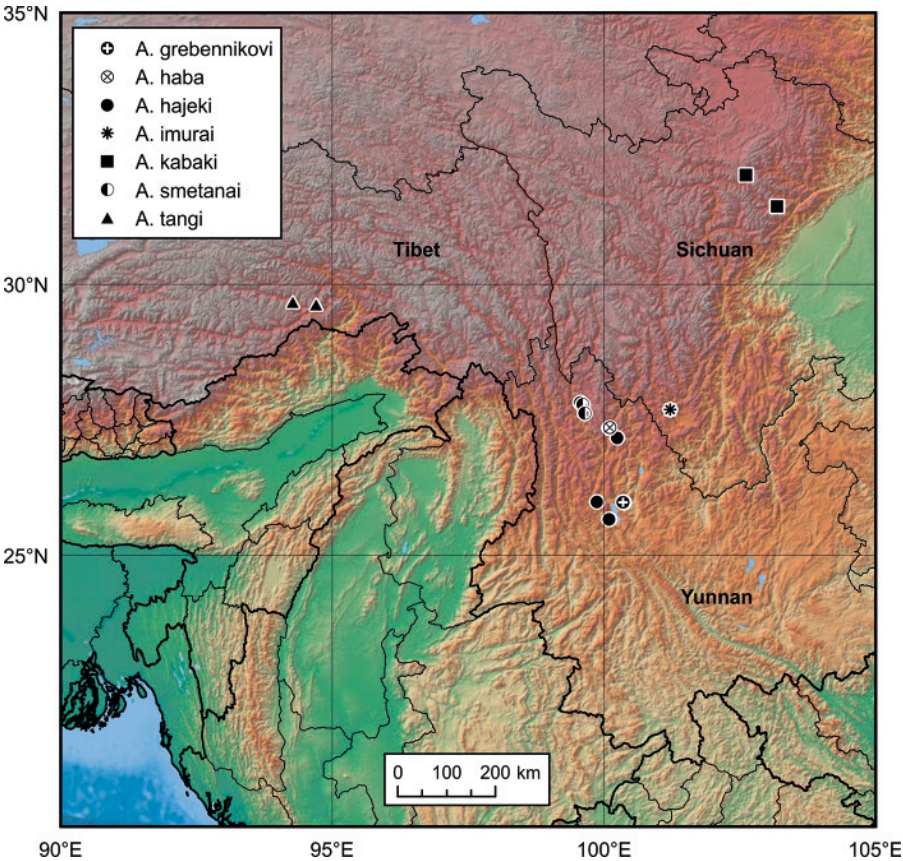 35°N
A. grebennikovi
A. haba
A. hajeki
A. imurai
A. kabaki
A. smetanai
A. tangi
Tibet
Sichuan
30°N
25°N
Yunnan
0 100 200 km
90°E 95°E 100°E 105°E